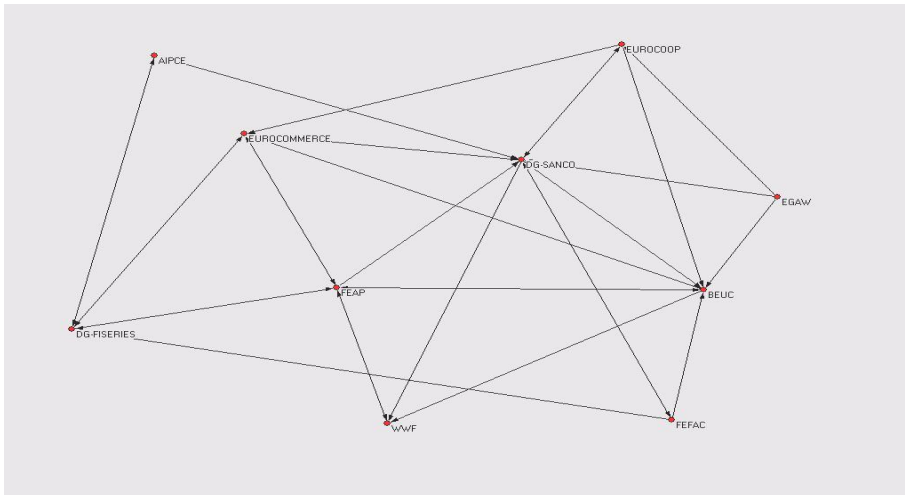 EUROCOOP
AIPCE
EUROCOMMERCE
DG-SANCO
EGAW
FEAP
BEUC
DG-FISERIES
WWF
FEFAC